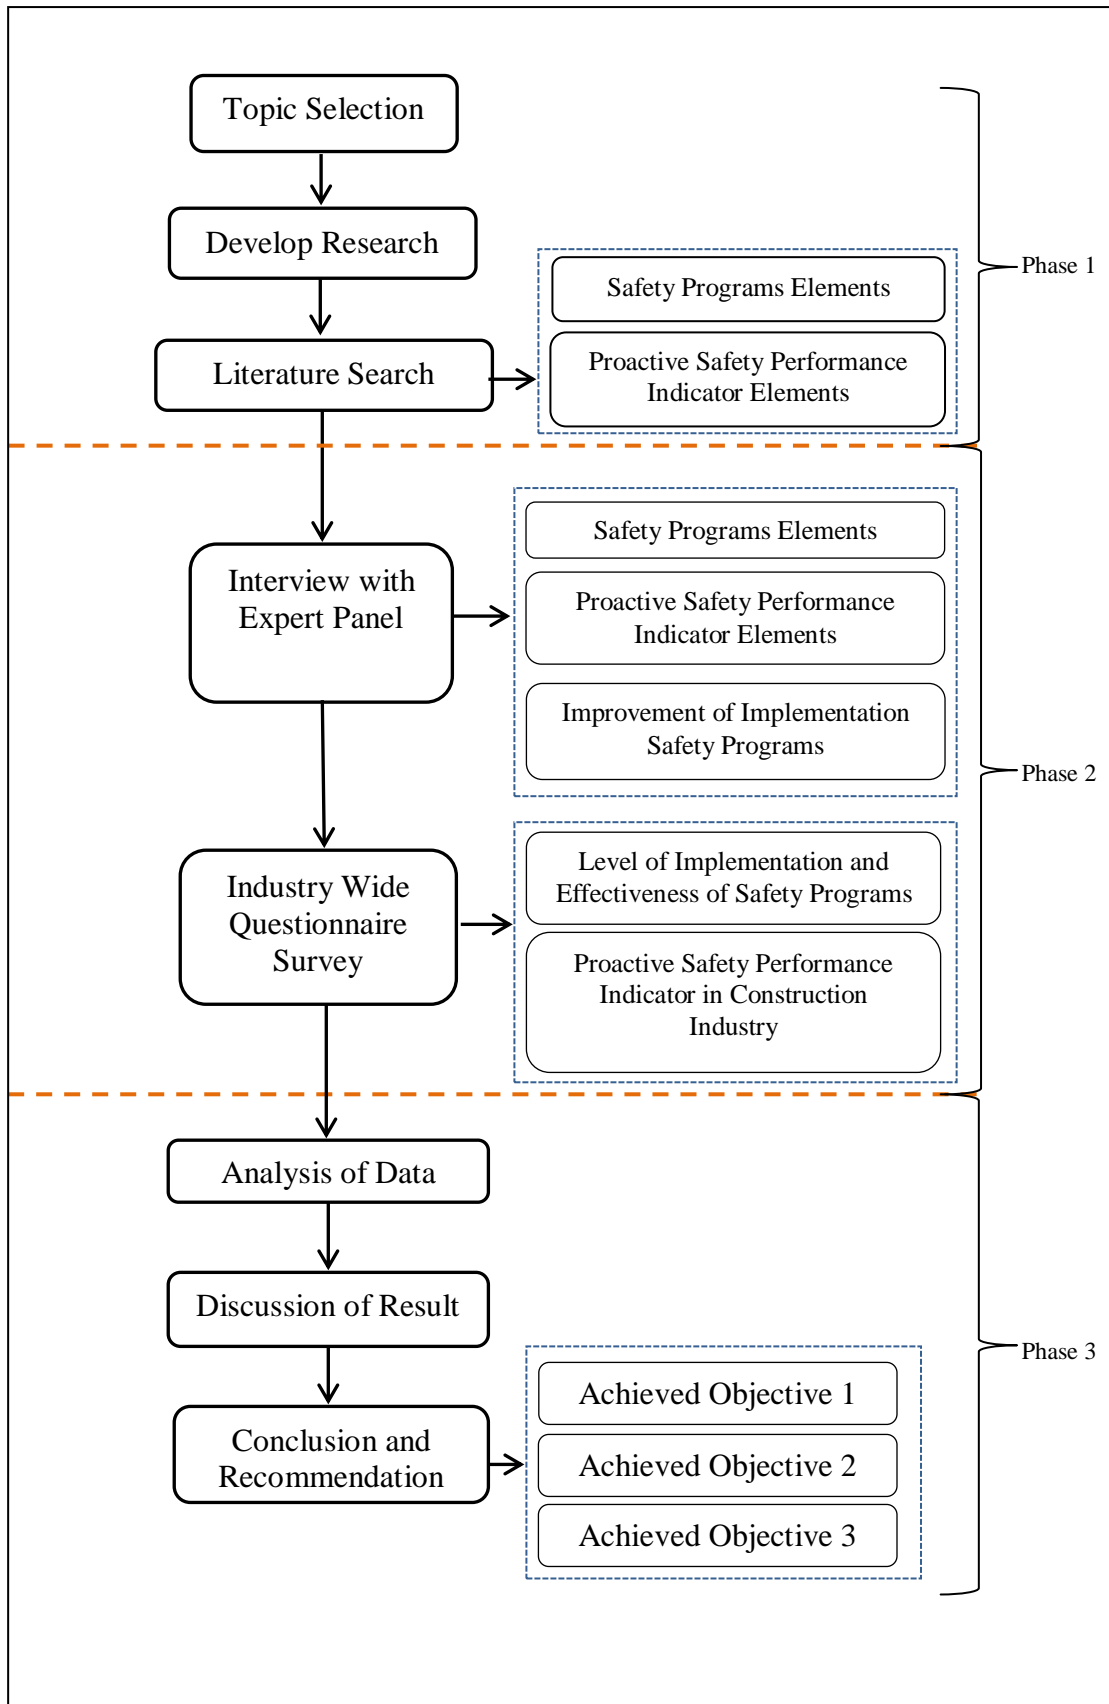 Topic Selection
Develop Research
Literature Search
Safety Programs Elements
Proactive Safety Performance
Indicator Elements
Phase 1
Interview with
Expert Panel
Safety Programs Elements
Proactive Safety Performance
Indicator Elements
Improvement of Implementation
Safety Programs
Industry Wide
Questionnaire
Survey
Level of Implementation and
Effectiveness of Safety Programs
Proactive Safety Performance
Indicator in Construction
Industry
Phase 2
Analysis of Data
Discussion of Result
Conclusion and
Recommendation
Achieved Objective 1
Achieved Objective 2
Achieved Objective 3
Phase 3